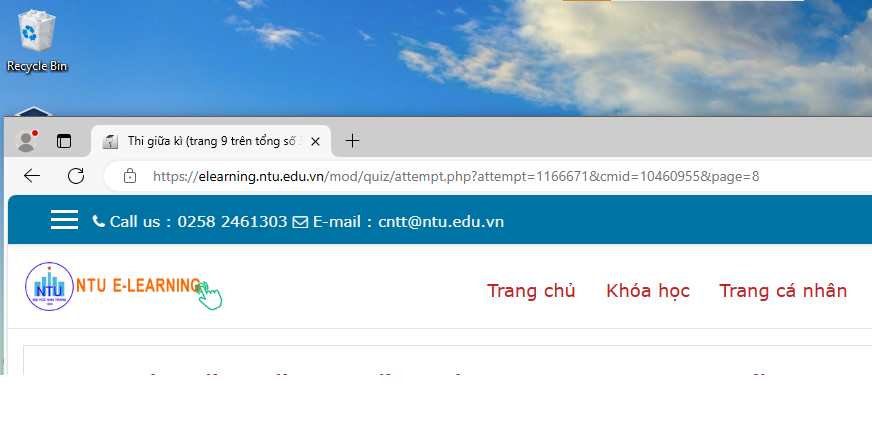 Recycle Bin
Thi giữa kì (trang 9 trên tổng số
https://elearning.ntu.edu.vn/mod/quiz/attempt.php?attempt=1166671&cmid=10460955&page=8
Call us : 0258 2461303 E-mail : cntt@ntu.edu.vn
NTU
NTU E-LEARNING
Trang chủ Khóa học Trang cá nhân